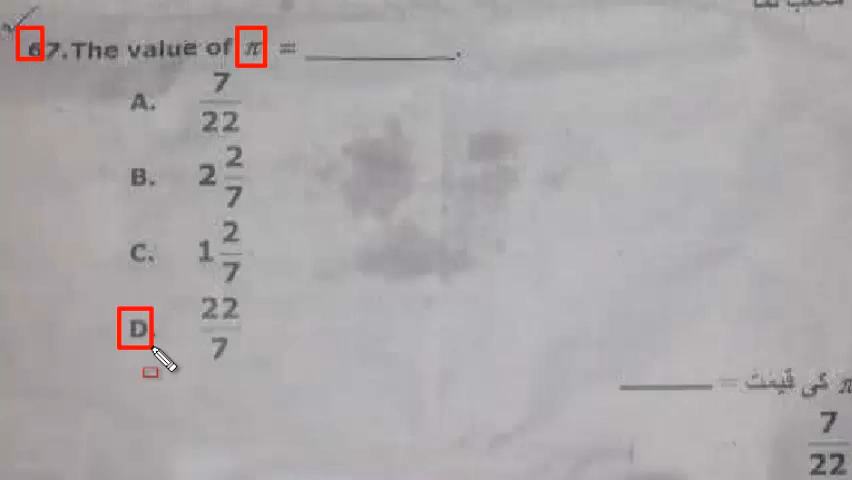 67.The value of π = ________.
A. 7/22
B. 2 2/7
C. 1 2/7
D. 22/7
π کی قیمت = ________
7/22